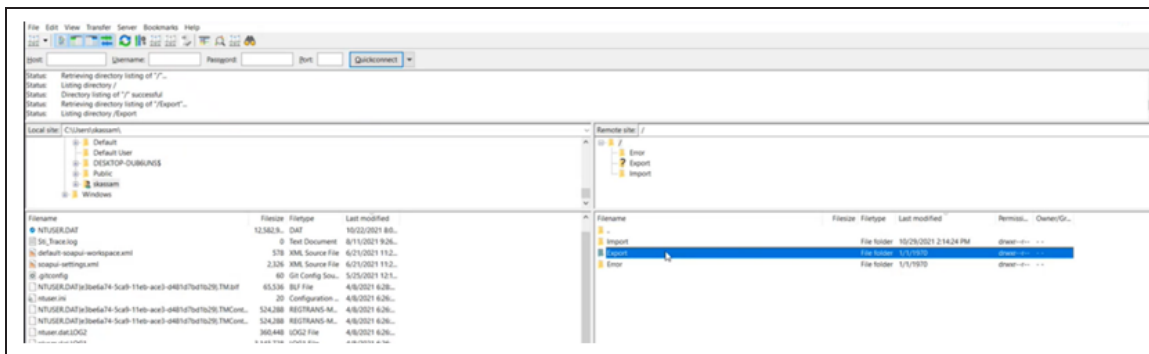 File Edit View Transfer Server Bookmarks Help
Host: Username: Password: Port: Quickconnect
Status: Retrieving directory listing of "/"...
Status: Listing directory /
Status: Directory listing of "/" successful
Status: Retrieving directory listing of "/Export"...
Status: Listing directory /Export
Local site: C:\Users\skassam\
Default
Default User
DESKTOP-DUB6UNS$
Public
skassam
Windows
Remote site: /
/
Error
Export
Import
Filename Filesize Filetype Last modified
NTUSER.DAT 12,582,9... DAT 10/22/2021 8:0...
Sti_Trace.log 0 Text Document 8/11/2021 9:26...
default-soapui-workspace.xml 578 XML Source File 6/21/2021 11:2...
soapui-settings.xml 2,326 XML Source File 6/21/2021 11:2...
.gitconfig 60 Git Config Sou... 5/25/2021 12:1...
NTUSER.DAT{e3be6a74-5ca9-11eb-ace3-d481d7bd1b29}.TM.blf 65,536 BLF File 4/8/2021 6:28...
ntuser.ini 20 Configuration ... 4/8/2021 6:26...
NTUSER.DAT{e3be6a74-5ca9-11eb-ace3-d481d7bd1b29}.TMCont... 524,288 REGTRANS-M... 4/8/2021 6:26...
NTUSER.DAT{e3be6a74-5ca9-11eb-ace3-d481d7bd1b29}.TMCont... 524,288 REGTRANS-M... 4/8/2021 6:26...
ntuser.dat.LOG2 360,448 LOG2 File 4/8/2021 6:26...
Filename Filesize Filetype Last modified Permissi... Owner/Gr...
..
Import File folder 10/29/2021 2:14:24 PM drwxr--r-- - -
Export File folder 1/1/1970 drwxr--r-- - -
Error File folder 1/1/1970 drwxr--r-- - -